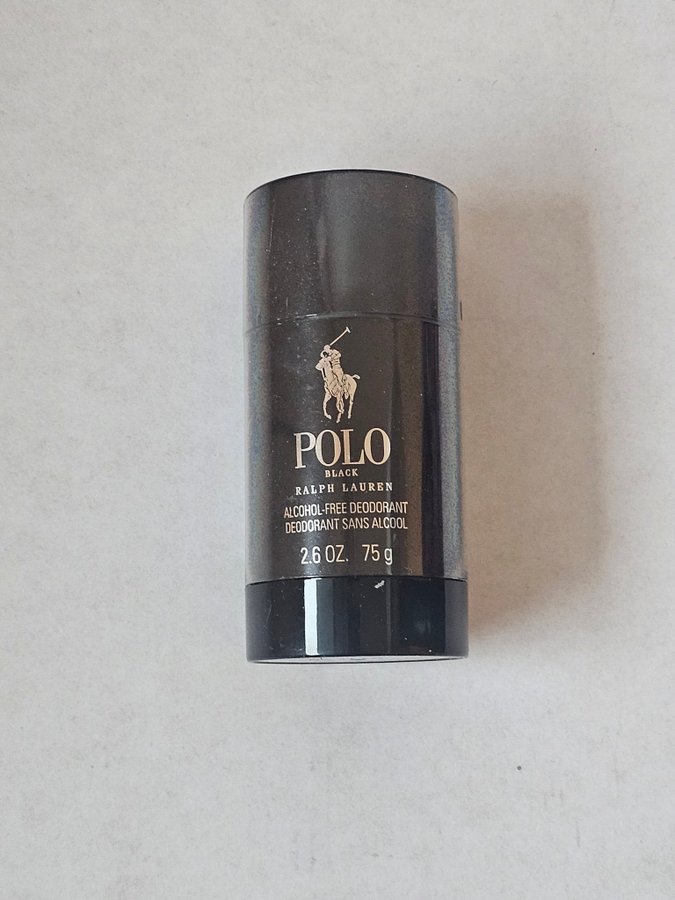 POLO
BLACK
RALPH LAUREN
ALCOHOL-FREE DEODORANT
DEODORANT SANS ALCOOL
2.6 OZ. 75 g